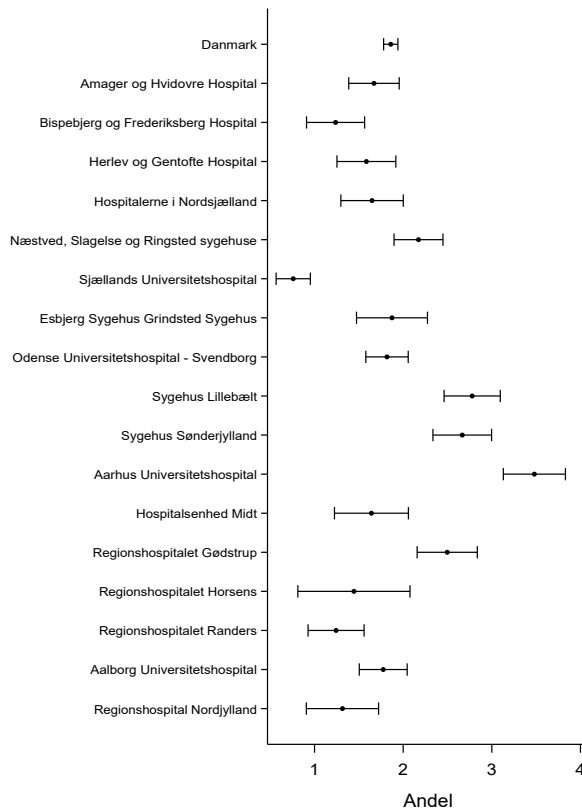 Danmark
Amager og Hvidovre Hospital
Bispebjerg og Frederiksberg Hospital
Herlev og Gentofte Hospital
Hospitalerne i Nordsjælland
Næstved, Slagelse og Ringsted sygehuse
Sjællands Universitetshospital
Esbjerg Sygehus Grindsted Sygehus
Odense Universitetshospital - Svendborg
Sygehus Lillebælt
Sygehus Sønderjylland
Aarhus Universitetshospital
Hospitalsenhed Midt
Regionshospitalet Gødstrup
Regionshospitalet Horsens
Regionshospitalet Randers
Aalborg Universitetshospital
Regionshospital Nordjylland
1 2 3 4
Andel